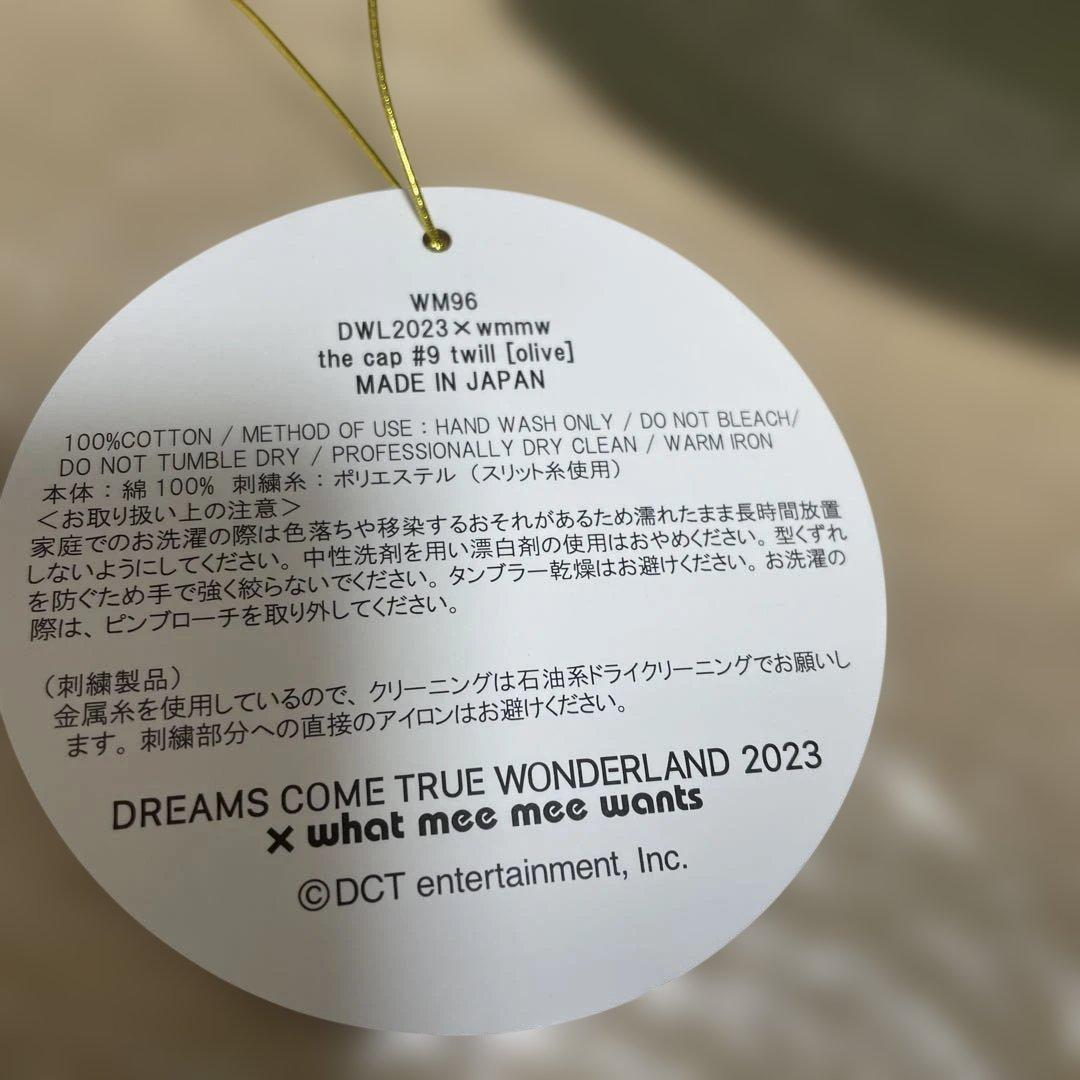 WM96
DWL2023×wmmw
the cap #9 twill [olive]
MADE IN JAPAN
100%COTTON / METHOD OF USE : HAND WASH ONLY / DO NOT BLEACH/
DO NOT TUMBLE DRY / PROFESSIONALLY DRY CLEAN / WARM IRON
本体：綿100% 刺繍糸：ポリエステル（スリット糸使用）
＜お取り扱い上の注意＞
家庭でのお洗濯の際は色落ちや移染するおそれがあるため濡れたまま長時間放置
しないようにしてください。中性洗剤を用い漂白剤の使用はおやめください。型くずれ
を防ぐため手で強く絞らないでください。タンブラー乾燥はお避けください。お洗濯の
際は、ピンブローチを取り外してください。
（刺繍製品）
金属糸を使用しているので、クリーニングは石油系ドライクリーニングでお願いし
ます。刺繍部分への直接のアイロンはお避けください。
DREAMS COME TRUE WONDERLAND 2023
× what mee mee wants
©DCT entertainment, Inc.